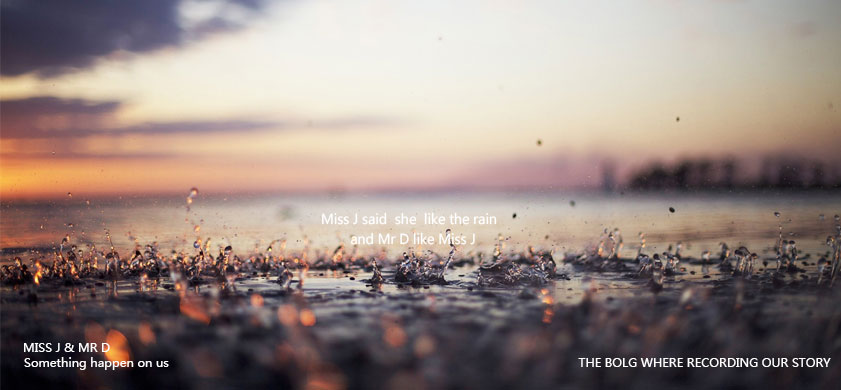 Miss J said  she  like the rain
and Mr D like Miss J
MISS J & MR D
Something happen on us
THE BOLG WHERE RECORDING OUR STORY